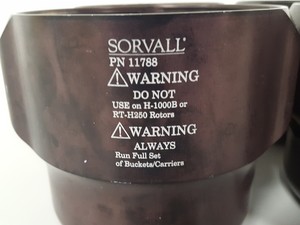 SORVALL®
PN 11788
⚠WARNING
DO NOT
USE on H-1000B or
RT-H250 Rotors
⚠WARNING
ALWAYS
Run Full Set
of Buckets/Carriers